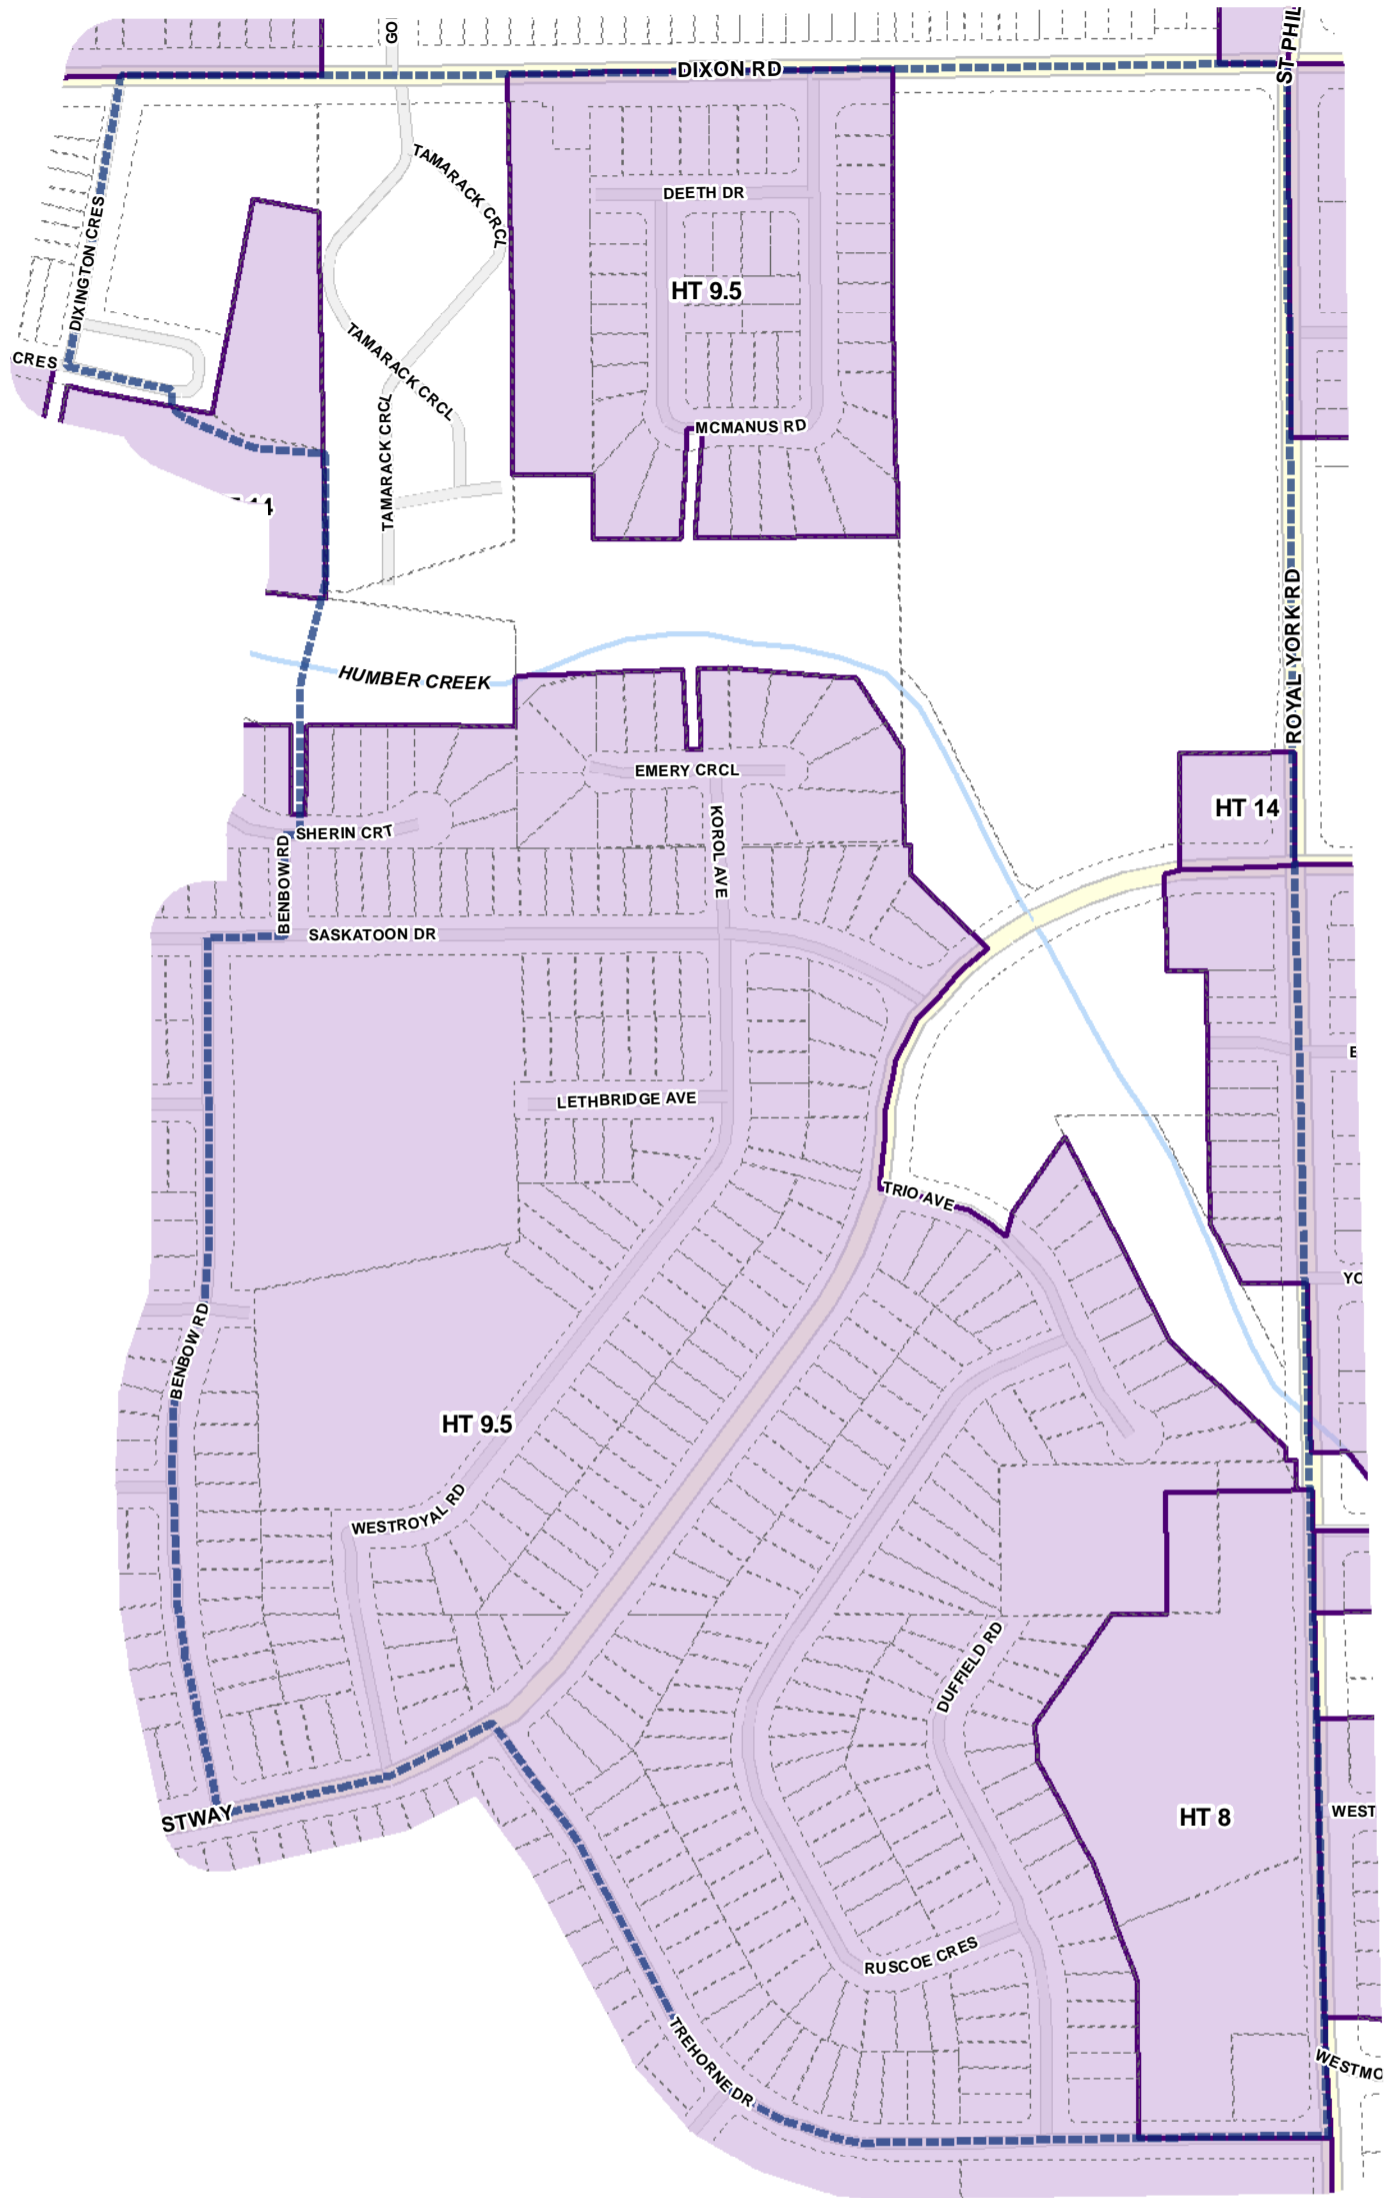 GO
ST PHIL
DIXON RD
TAMARACK CRCL
DEETH DR
DIXINGTON CRES
HT 9.5
CRES
TAMARACK CRCL
TAMARACK CRCL
MCMANUS RD
14
ROYAL YORK RD
HUMBER CREEK
EMERY CRCL
HT 14
KOROL AVE
SHERIN CRT
BENBOW RD
SASKATOON DR
E
LETHBRIDGE AVE
TRIO AVE
YO
BENBOW RD
HT 9.5
WESTROYAL RD
DUFFIELD RD
STWAY
HT 8
WEST
RUSCOE CRES
TREHORNE DR
WESTMO